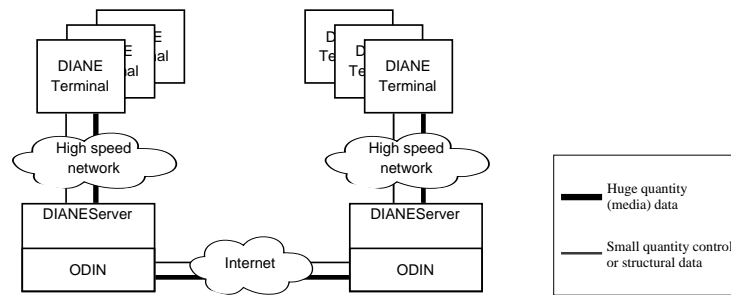 DIANE
Terminal
DIANE
Terminal
High speed
network
High speed
network
DIANEServer
ODIN
Internet
DIANEServer
ODIN
Huge quantity
(media) data
Small quantity control
or structural data